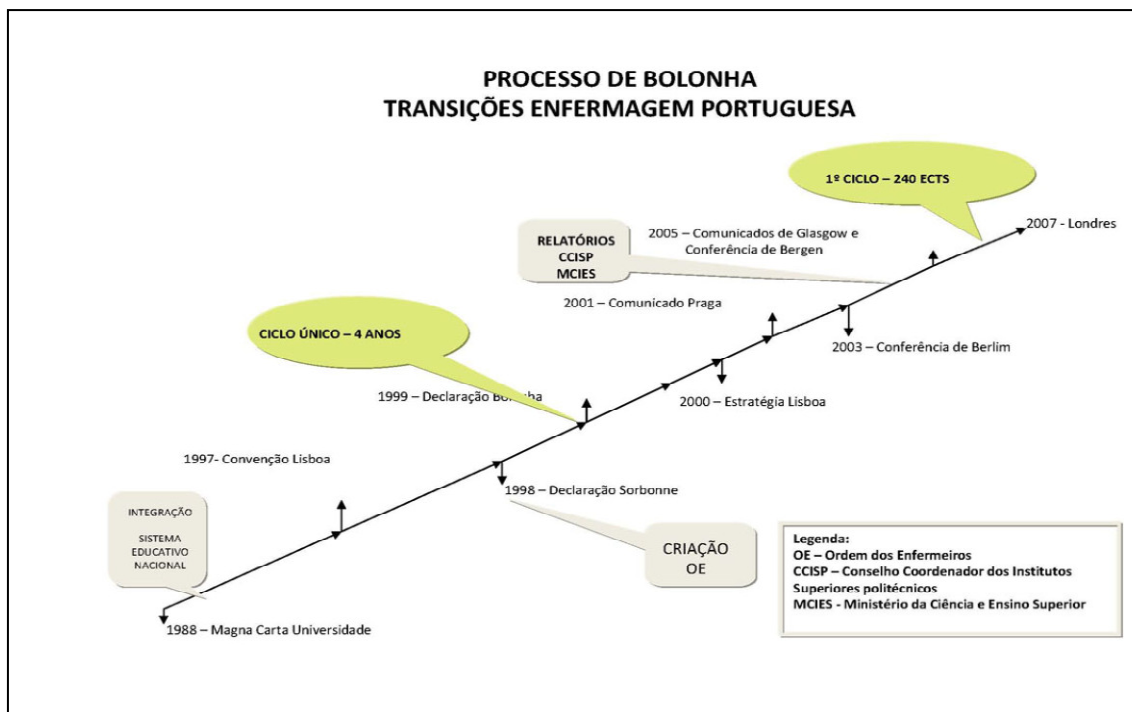 PROCESSO DE BOLONHA
TRANSIÇÕES ENFERMAGEM PORTUGUESA
1º CICLO – 240 ECTS
2007 - Londres
2005 – Comunicados de Glasgow e
Conferência de Bergen
RELATÓRIOS
CCISP
MCIES
2001 – Comunicado Praga
2003 – Conferência de Berlim
CICLO ÚNICO – 4 ANOS
1999 – Declaração Bolonha
2000 – Estratégia Lisboa
1997- Convenção Lisboa
1998 – Declaração Sorbonne
INTEGRAÇÃO
SISTEMA
EDUCATIVO
NACIONAL
CRIAÇÃO
OE
1988 – Magna Carta Universidade
Legenda:
OE – Ordem dos Enfermeiros
CCISP – Conselho Coordenador dos Institutos
Superiores politécnicos
MCIES - Ministério da Ciência e Ensino Superior